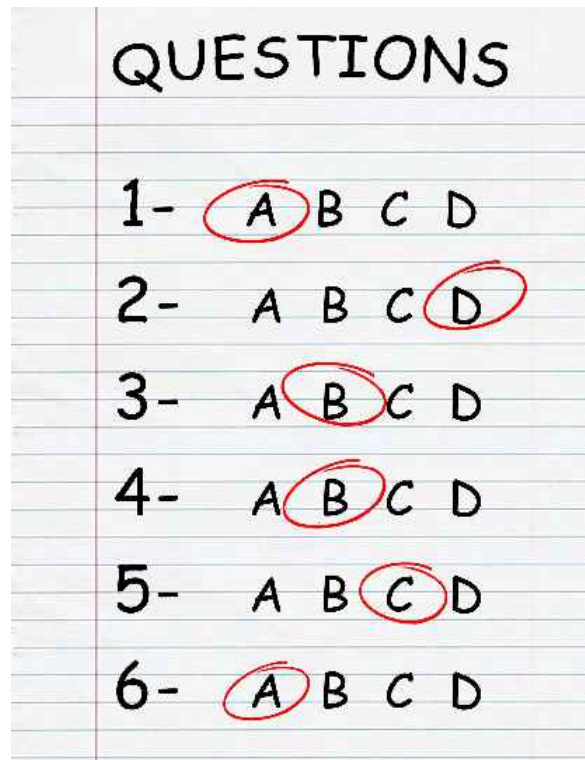 QUESTIONS
1- A B C D
2- A B C D
3- A B C D
4- A B C D
5- A B C D
6- A B C D